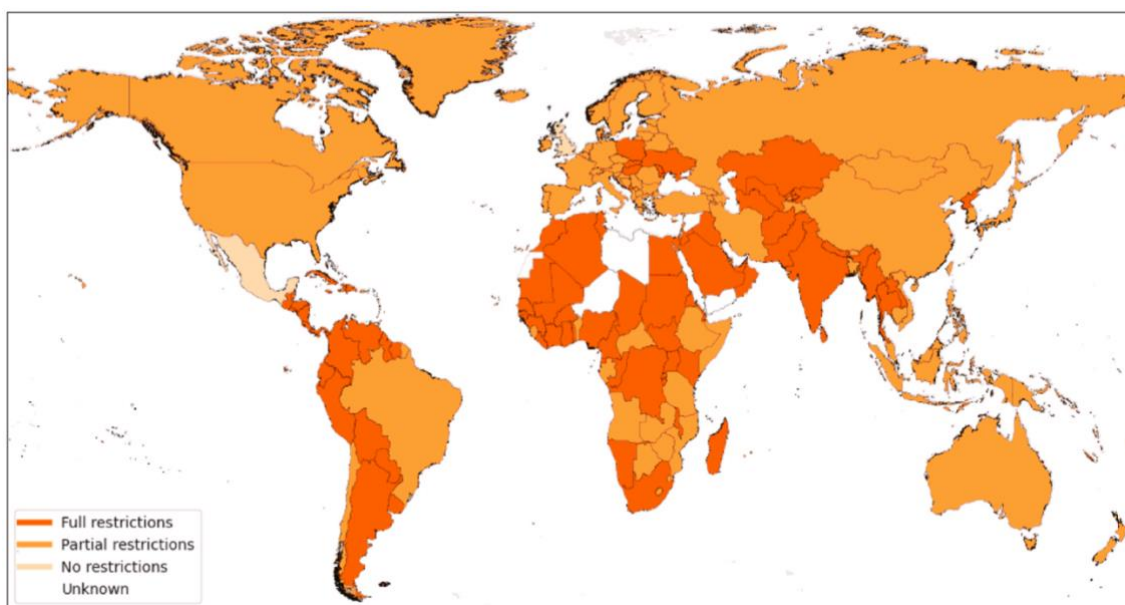 Full restrictions
Partial restrictions
No restrictions
Unknown